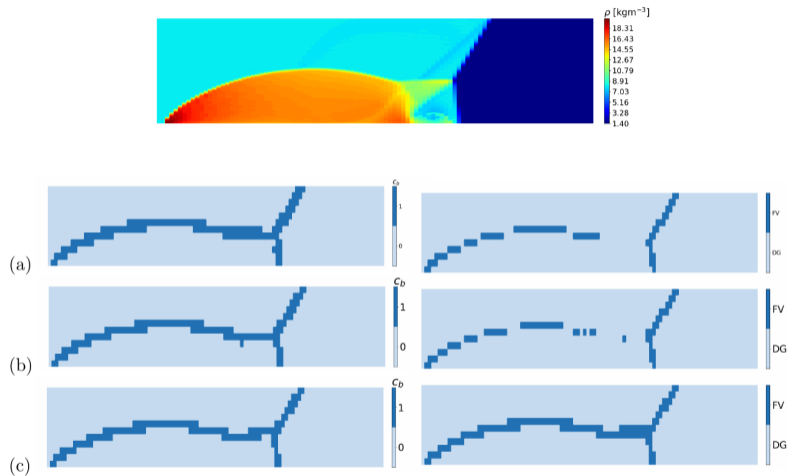 ρ [kgm⁻³]
18.31
16.43
14.55
12.67
10.79
8.91
7.03
5.16
3.28
1.40
(a)
c_b
1
0
FV
DG
(b)
c_b
1
0
FV
DG
(c)
c_b
1
0
FV
DG